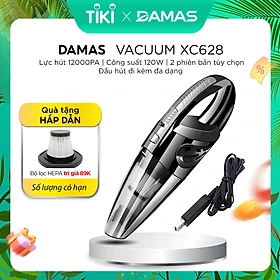 TIKI × DAMAS
DAMAS VACUUM XC628
Lực hút 12000PA | Công suất 120W | 2 phiên bản tùy chọn
Đầu hút đi kèm đa dạng
Quà tặng
HẤP DẪN
Bộ lọc HEPA trị giá 89K
Số lượng có hạn
%